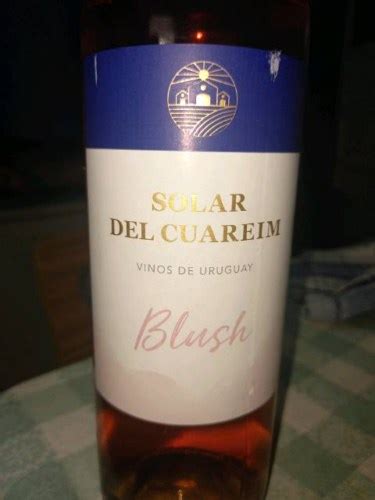 SOLAR
DEL CUAREIM
VINOS DE URUGUAY
Blush